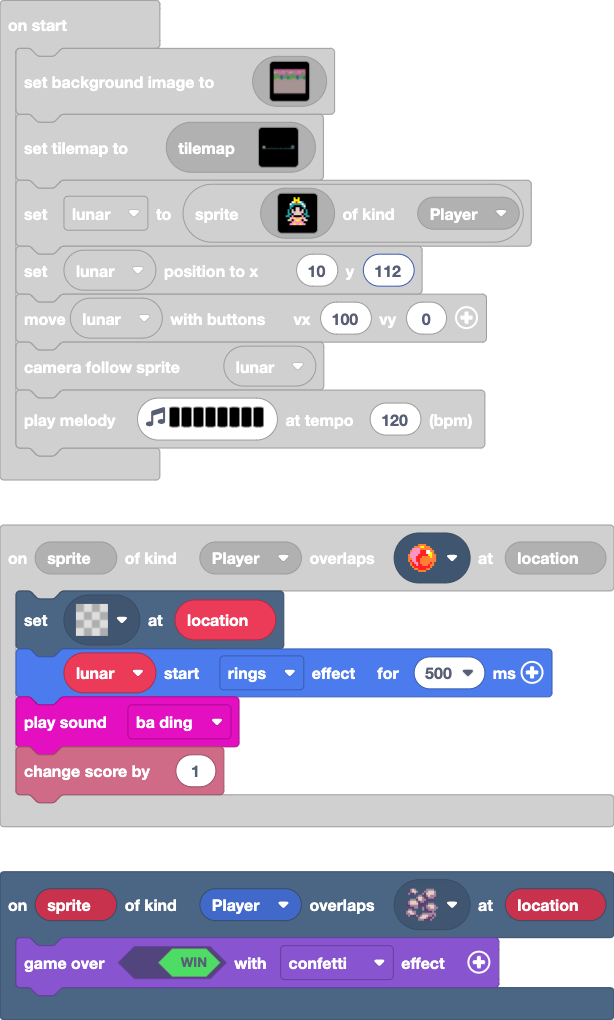 on start
set background image to
set tilemap to tilemap
set lunar to sprite of kind Player
set lunar position to x 10 y 112
move lunar with buttons vx 100 vy 0
camera follow sprite lunar
play melody at tempo 120 (bpm)
on sprite of kind Player overlaps at location
set at location
lunar start rings effect for 500 ms
play sound ba ding
change score by 1
on sprite of kind Player overlaps at location
game over WIN with confetti effect